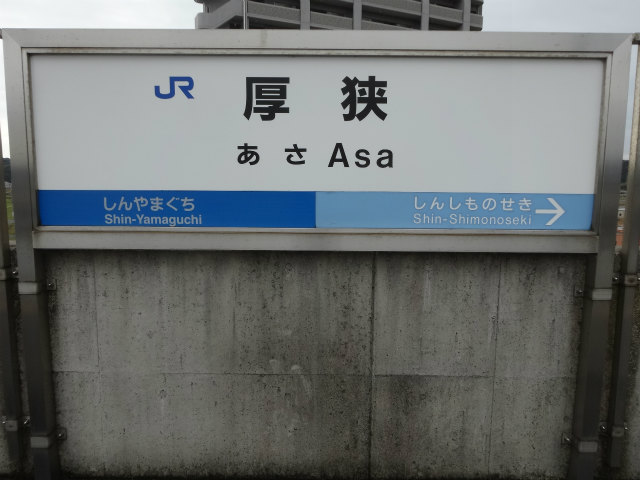 JR 厚狭
あさ Asa
しんやまぐち しんしものせき
Shin-Yamaguchi Shin-Shimonoseki →